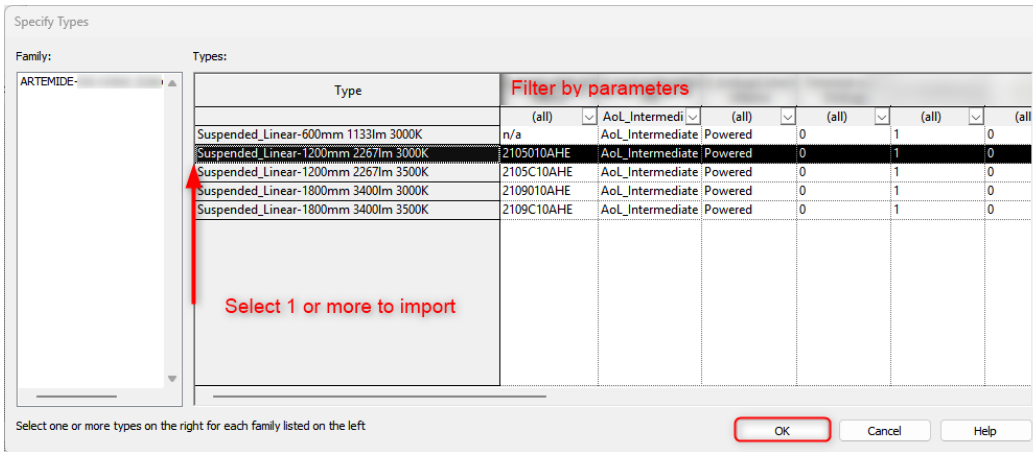 Specify Types
Family:
Types:
ARTEMIDE-
Type
Filter by parameters
(all) AoL_Intermedi (all) (all) (all) (all
Suspended_Linear-600mm 1133lm 3000K n/a AoL_Intermediate Powered 0 1 0
Suspended_Linear-1200mm 2267lm 3000K 2105010AHE AoL_Intermediate Powered 0 1 0
Suspended_Linear-1200mm 2267lm 3500K 2105C10AHE AoL_Intermediate Powered 0 1 0
Suspended_Linear-1800mm 3400lm 3000K 2109010AHE AoL_Intermediate Powered 0 1 0
Suspended_Linear-1800mm 3400lm 3500K 2109C10AHE AoL_Intermediate Powered 0 1 0
Select 1 or more to import
Select one or more types on the right for each family listed on the left
OK Cancel Help